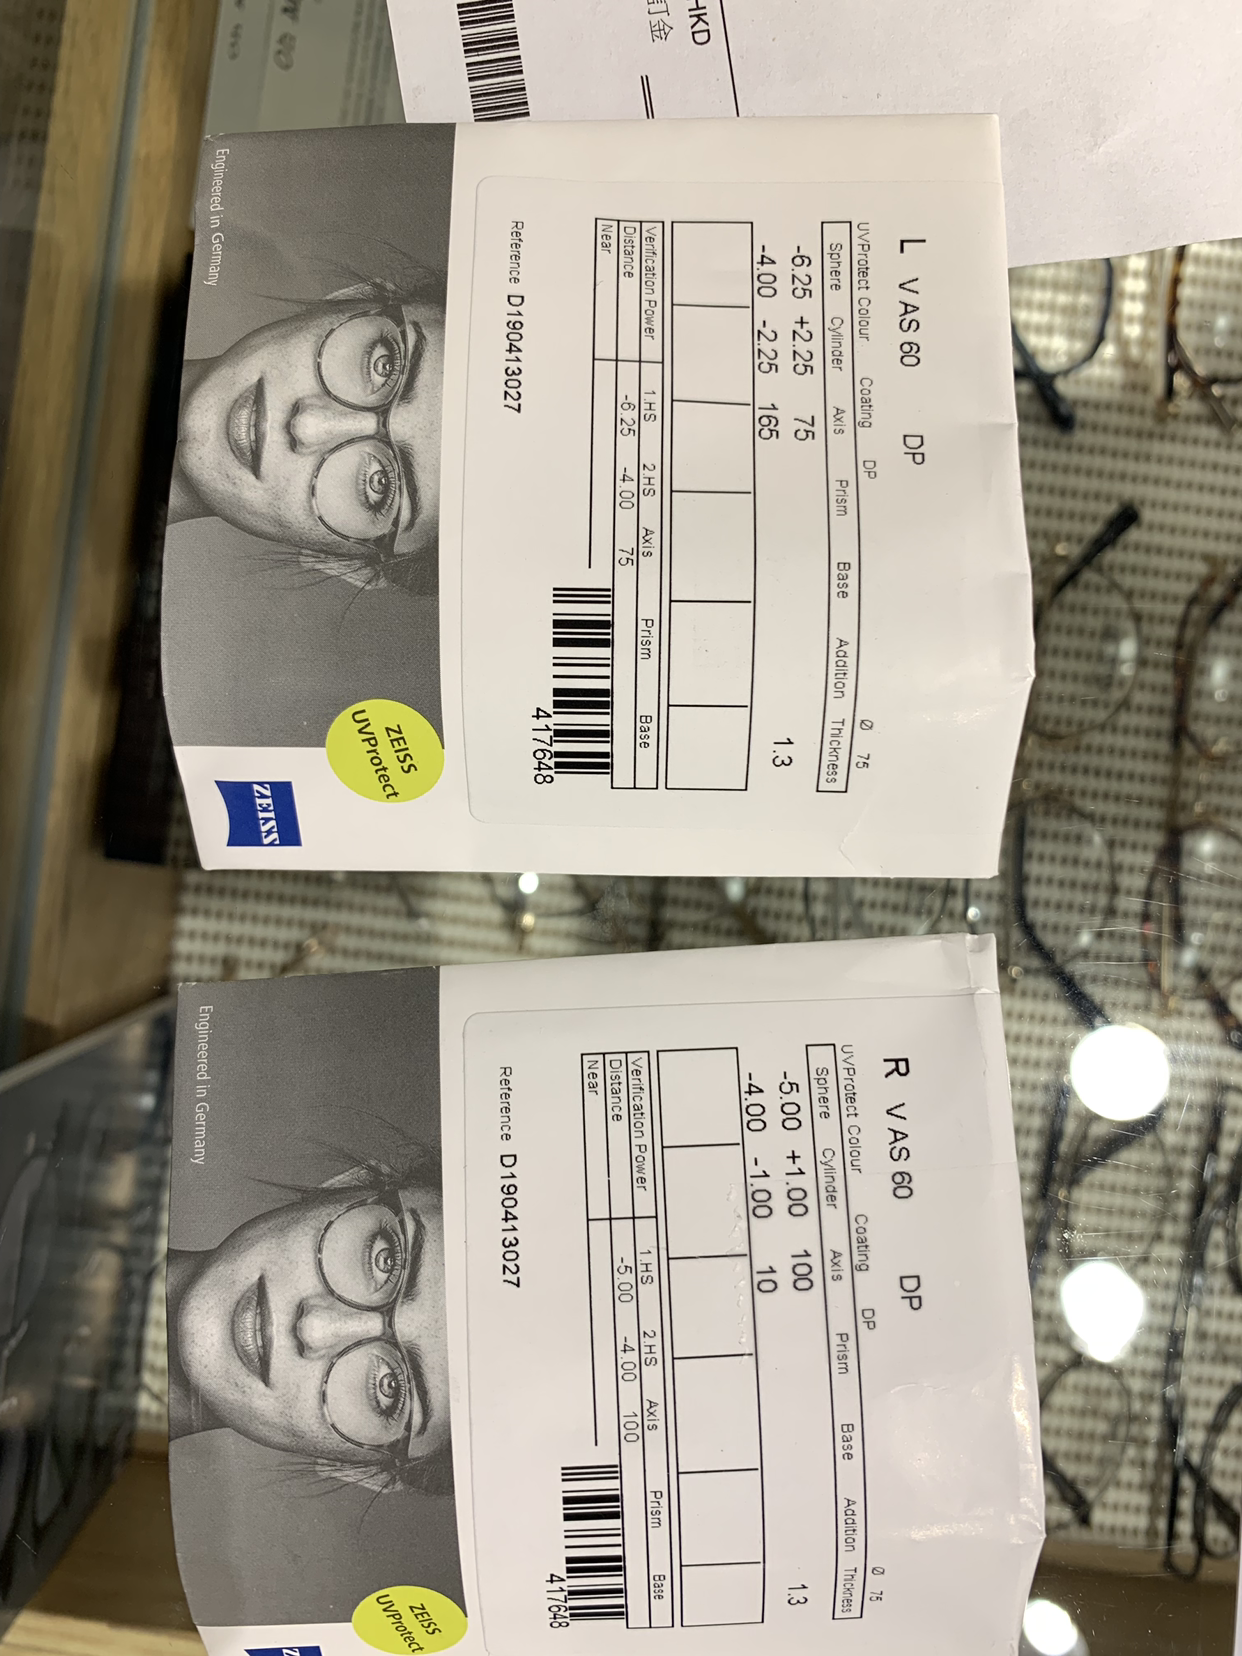 HKD
訂金
L V AS 60 DP
UVProtect Colour Coating DP Ø 75
Sphere Cylinder Axis Prism Base Addition Thickness
-6.25 +2.25 75
-4.00 -2.25 165 1.3
Verification Power 1.HS 2.HS Axis Prism Base
Distance -6.25 -4.00 75
Near
417648
Reference D190413027
ZEISS
UVProtect
ZEISS
Engineered in Germany
R V AS 60 DP
UVProtect Colour Coating DP Ø 75
Sphere Cylinder Axis Prism Base Addition Thickness
-5.00 +1.00 100 1.3
-4.00 -1.00 10
Verification Power 1.HS 2.HS Axis Prism Base
Distance -5.00 -4.00 100
Near
417648
Reference D190413027
ZEISS
UVProtect
Engineered in Germany